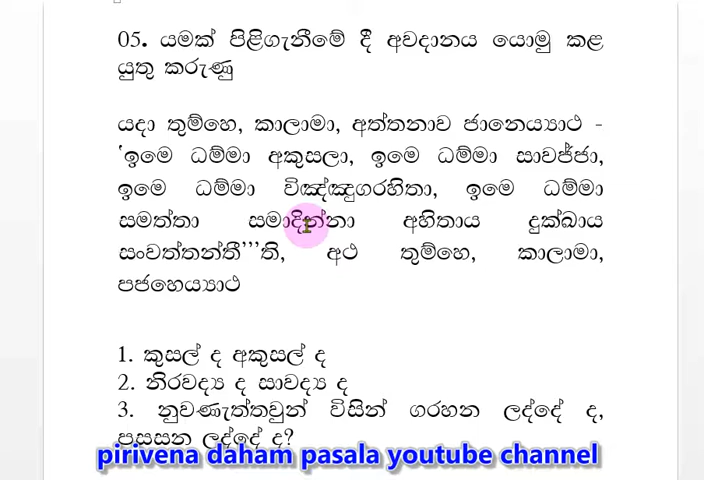 05. යමක් පිළිගැනීමේ දී අවදානය යොමු කළ
යුතු කරුණු
යදා තුම්හෙ, කාලාමා, අත්තනාව ජානෙය්‍යාථ -
‘ඉමෙ ධම්මා අකුසලා, ඉමෙ ධම්මා සාවජ්ජා,
ඉමෙ ධම්මා විඤ්ඤුගරහිතා, ඉමෙ ධම්මා
සමත්තා සමාදින්නා අහිතාය දුක්ඛාය
සංවත්තන්තී’’’ති, අථ තුම්හෙ, කාලාමා,
පජහෙය්‍යාථ
1. කුසල් ද අකුසල් ද
2. නිරවද්‍ය ද සාවද්‍ය ද
3. නුවණැත්තවුන් විසින් ගරහන ලද්දේ ද,
පසසන ලද්දේ ද?
pirivena daham pasala youtube channel